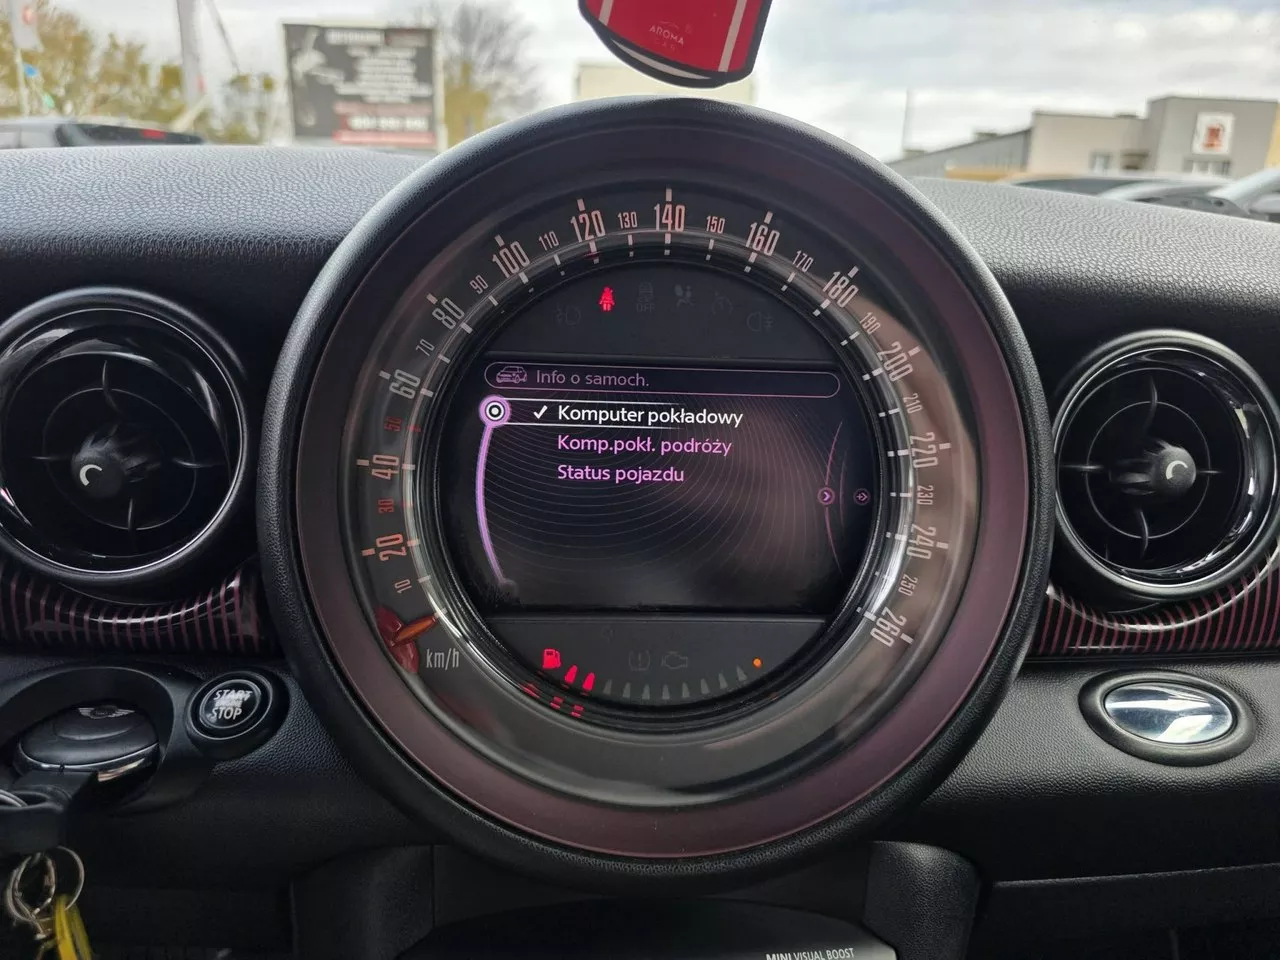 AROMA
CAR
10
20
30
40
50
60
70
80
90
100
110
120
130
140
150
160
170
180
190
200
210
220
230
240
250
260
km/h
Info o samoch.
✓ Komputer pokładowy
Komp.pokł. podróży
Status pojazdu
START
ENGINE
STOP
MINI VISUAL BOOST